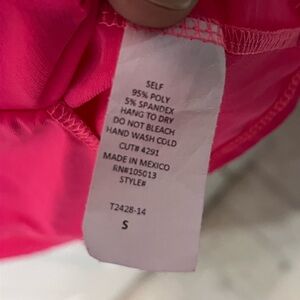 SELF
95% POLY
5% SPANDEX
HANG TO DRY
DO NOT BLEACH
HAND WASH COLD
CUT# 4291
MADE IN MEXICO
RN#105013
STYLE#
T2428-14
S